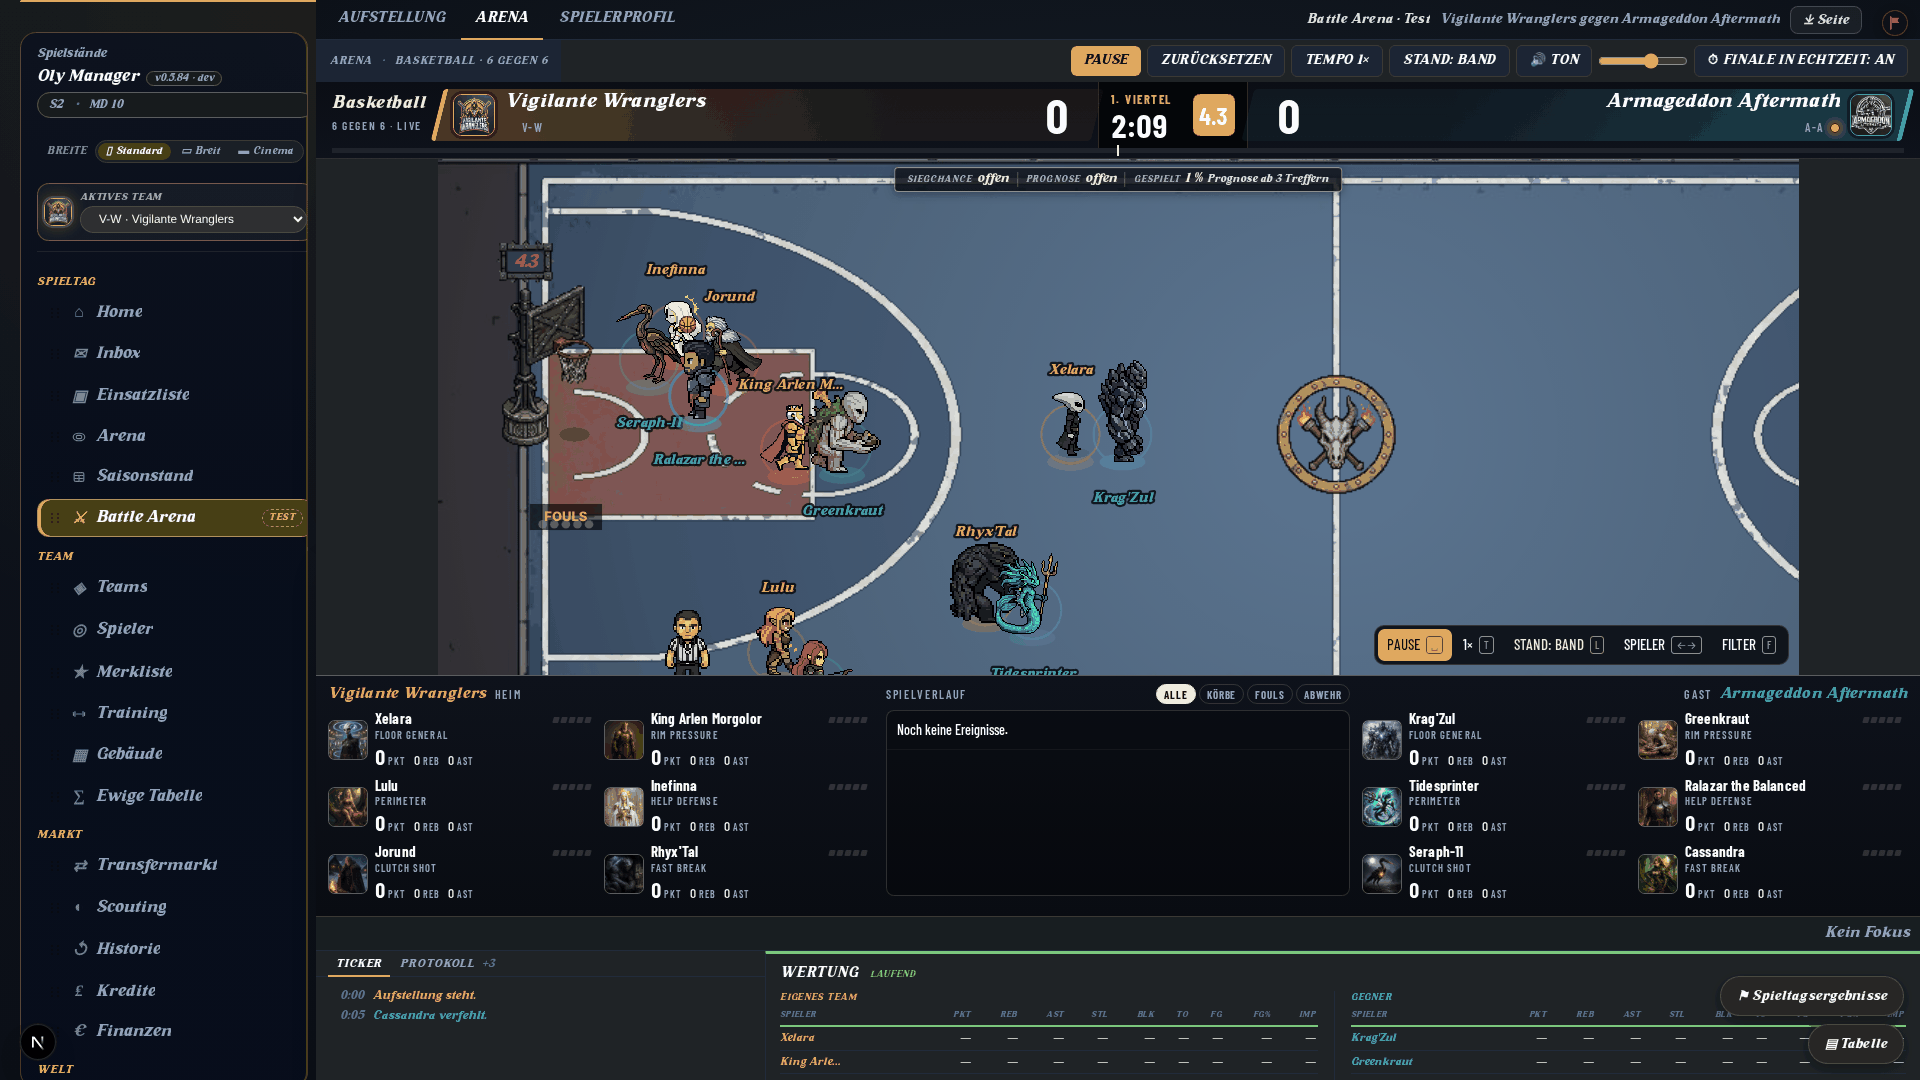 AUFSTELLUNG ARENA SPIELERPROFIL
Battle Arena · Test Vigilante Wranglers gegen Armageddon Aftermath Seite
ARENA · BASKETBALL · 6 GEGEN 6
PAUSE ZURÜCKSETZEN TEMPO 1× STAND: BAND TON FINALE IN ECHTZEIT: AN
Spielstände
Oly Manager v0.5.84 · dev
S2 · MD 10
BREITE Standard Breit Cinema
AKTIVES TEAM
V-W · Vigilante Wranglers
SPIELTAG
Home
Inbox
Einsatzliste
Arena
Saisonstand
Battle Arena TEST
TEAM
Teams
Spieler
Merkliste
Training
Gebäude
Ewige Tabelle
MARKT
Transfermarkt
Scouting
Historie
Kredite
Finanzen
WELT
N
Basketball
6 GEGEN 6 · LIVE
Vigilante Wranglers
V-W
0
1. VIERTEL
2:09
4.3
0
Armageddon Aftermath
A-A
SIEGCHANCE offen PROGNOSE offen GESPIELT 1 % Prognose ab 3 Treffern
4.3
Inefinna
Jorund
Xelara
King Arlen M...
Seraph-11
Ralazar the ...
Krag'Zul
Greenkraut
FOULS
Rhyx'Tal
Lulu
Tidesprinter
PAUSE 1× T STAND: BAND L SPIELER ←→ FILTER F
Vigilante Wranglers HEIM
Xelara
FLOOR GENERAL
0 PKT 0 REB 0 AST
King Arlen Morgolor
RIM PRESSURE
0 PKT 0 REB 0 AST
Lulu
PERIMETER
0 PKT 0 REB 0 AST
Inefinna
HELP DEFENSE
0 PKT 0 REB 0 AST
Jorund
CLUTCH SHOT
0 PKT 0 REB 0 AST
Rhyx'Tal
FAST BREAK
0 PKT 0 REB 0 AST
SPIELVERLAUF ALLE KÖRBE FOULS ABWEHR
Noch keine Ereignisse.
GAST Armageddon Aftermath
Krag'Zul
FLOOR GENERAL
0 PKT 0 REB 0 AST
Greenkraut
RIM PRESSURE
0 PKT 0 REB 0 AST
Tidesprinter
PERIMETER
0 PKT 0 REB 0 AST
Ralazar the Balanced
HELP DEFENSE
0 PKT 0 REB 0 AST
Seraph-11
CLUTCH SHOT
0 PKT 0 REB 0 AST
Cassandra
FAST BREAK
0 PKT 0 REB 0 AST
Kein Fokus
TICKER PROTOKOLL +3
0:00 Aufstellung steht.
0:05 Cassandra verfehlt.
WERTUNG LAUFEND
EIGENES TEAM
SPIELER PKT REB AST STL BLK TO FG FG% IMP
Xelara — — — — — — — — —
King Arle... — — — — — — — — —
GEGNER
SPIELER PKT REB AST STL
Krag'Zul — — — —
Greenkraut — — — —
Spieltagsergebnisse
Tabelle